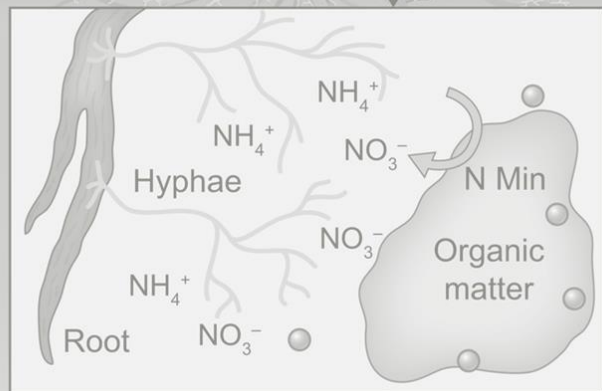 NH₄⁺
NH₄⁺
NO₃⁻
Hyphae
N Min
NO₃⁻
Organic
matter
NH₄⁺
NO₃⁻
Root